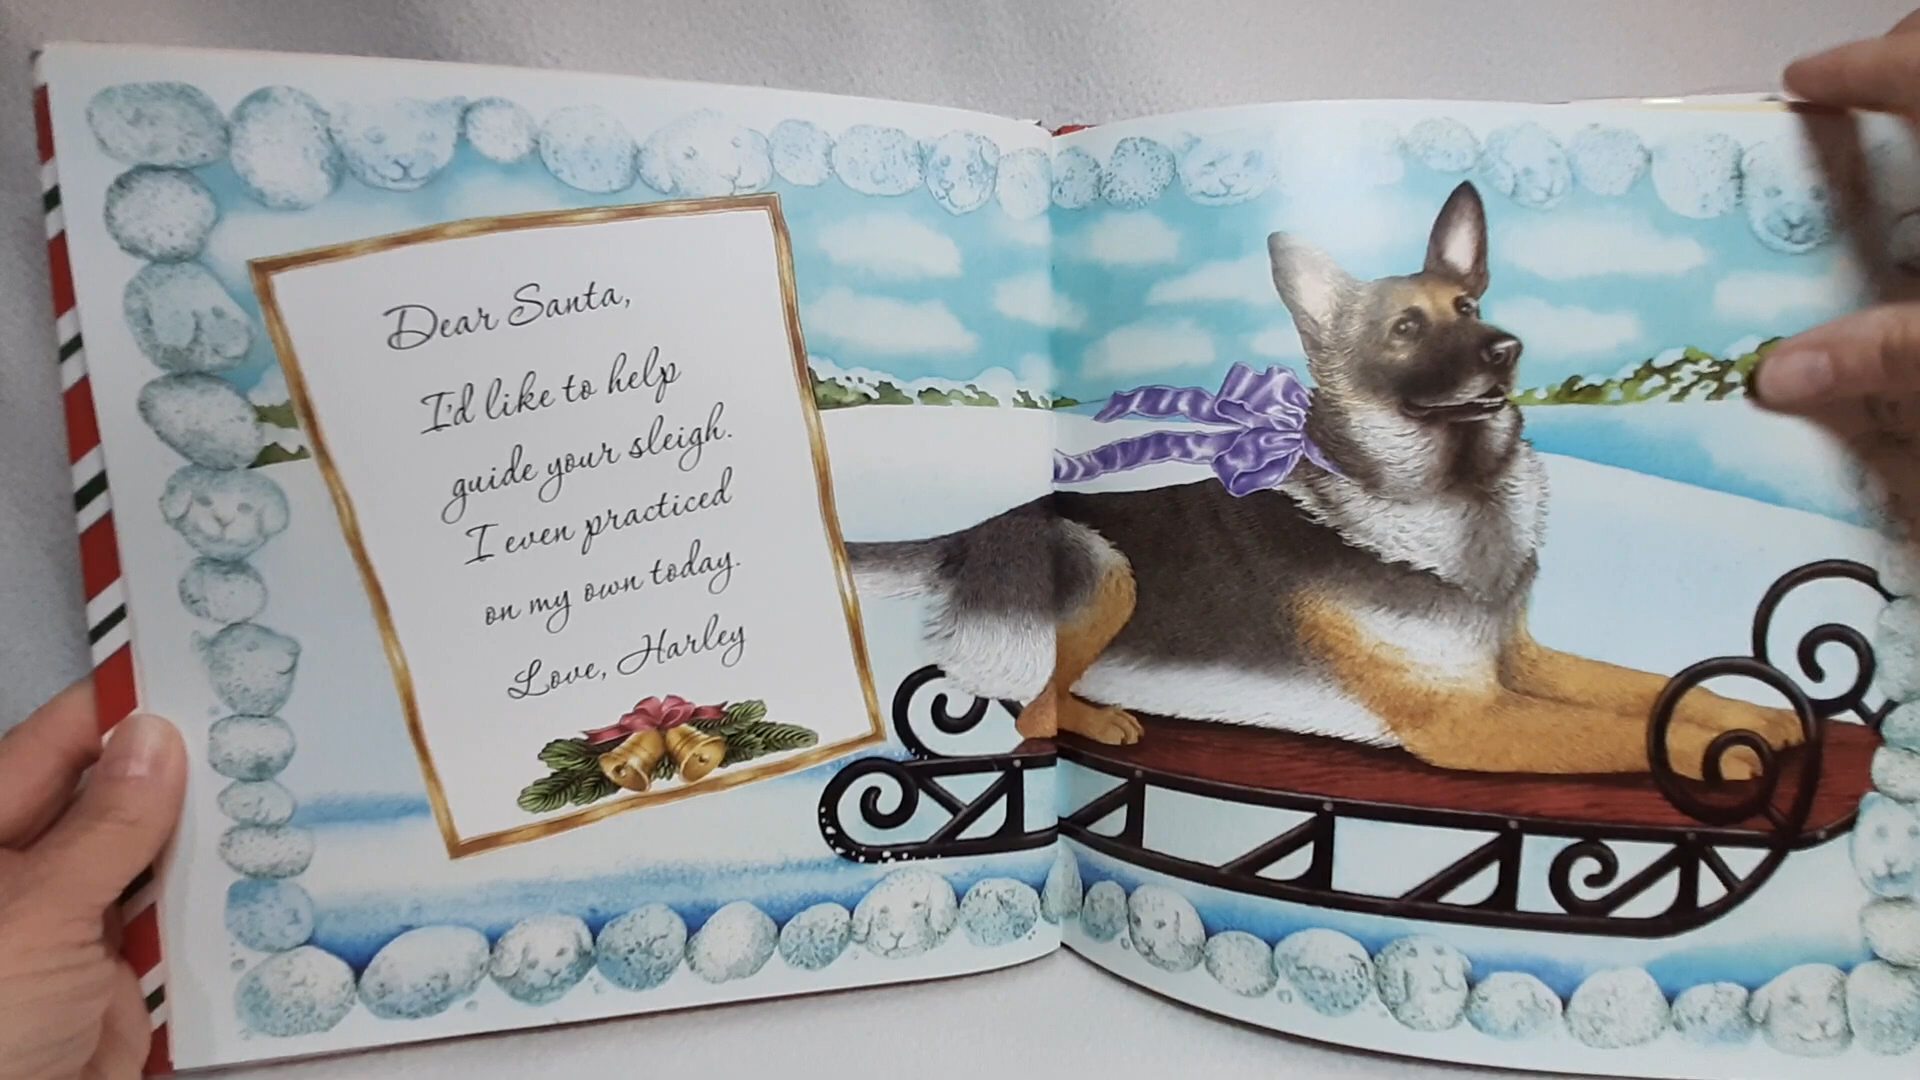 Dear Santa,
I'd like to help
guide your sleigh.
I even practiced
on my own today.
Love, Harley